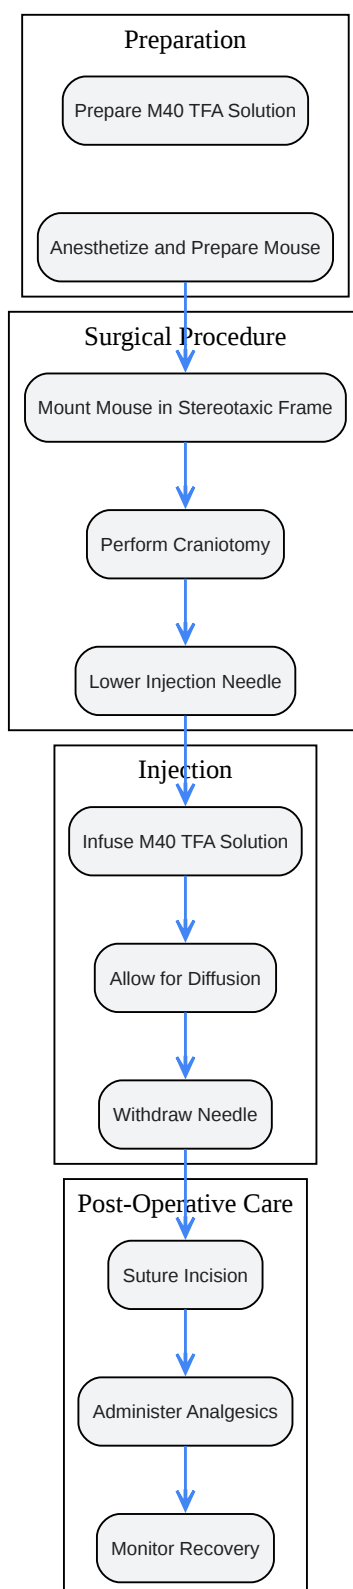 Preparation
Prepare M40 TFA Solution
Anesthetize and Prepare Mouse
Surgical Procedure
Mount Mouse in Stereotaxic Frame
Perform Craniotomy
Lower Injection Needle
Injection
Infuse M40 TFA Solution
Allow for Diffusion
Withdraw Needle
Post-Operative Care
Suture Incision
Administer Analgesics
Monitor Recovery